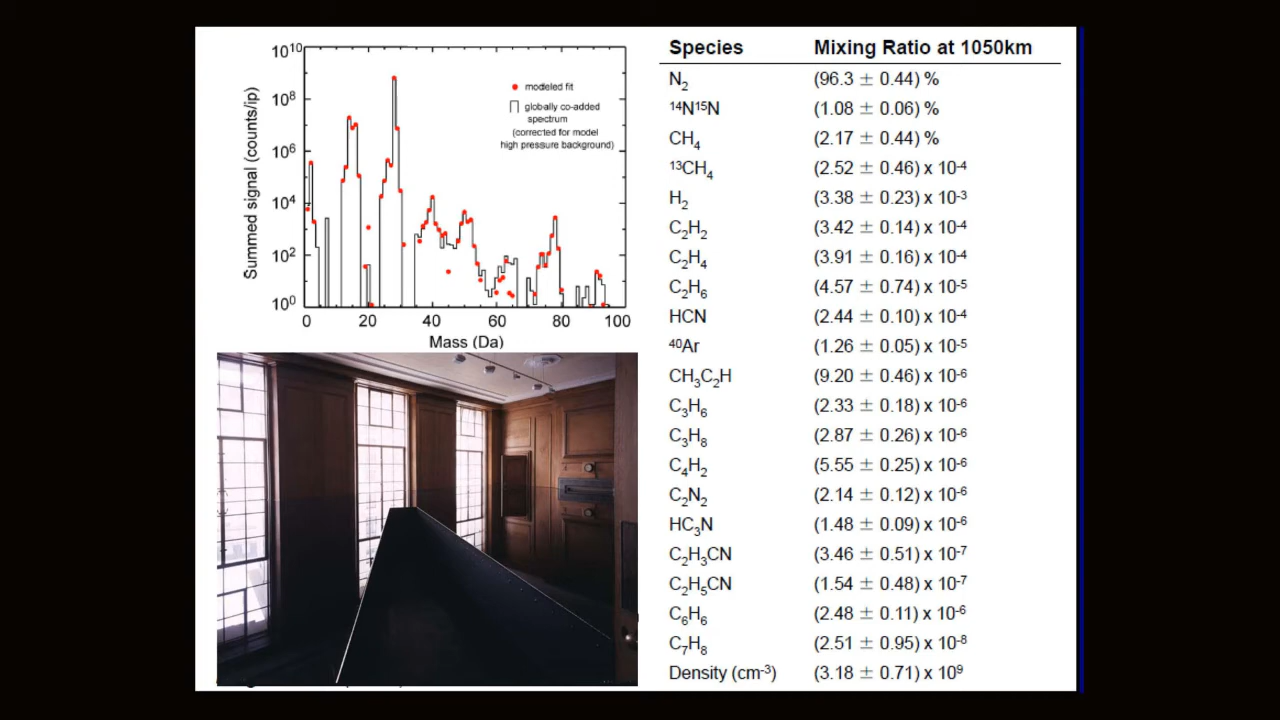 10¹⁰
10⁸
10⁶
10⁴
10²
10⁰
Summed signal (counts/ip)
modeled fit
globally co-added
spectrum
(corrected for model
high pressure background)
0 20 40 60 80 100
Mass (Da)
Species Mixing Ratio at 1050km
N₂ (96.3 ± 0.44) %
¹⁴N¹⁵N (1.08 ± 0.06) %
CH₄ (2.17 ± 0.44) %
¹³CH₄ (2.52 ± 0.46) x 10⁻⁴
H₂ (3.38 ± 0.23) x 10⁻³
C₂H₂ (3.42 ± 0.14) x 10⁻⁴
C₂H₄ (3.91 ± 0.16) x 10⁻⁴
C₂H₆ (4.57 ± 0.74) x 10⁻⁵
HCN (2.44 ± 0.10) x 10⁻⁴
⁴⁰Ar (1.26 ± 0.05) x 10⁻⁵
CH₃C₂H (9.20 ± 0.46) x 10⁻⁶
C₃H₆ (2.33 ± 0.18) x 10⁻⁶
C₃H₈ (2.87 ± 0.26) x 10⁻⁶
C₄H₂ (5.55 ± 0.25) x 10⁻⁶
C₂N₂ (2.14 ± 0.12) x 10⁻⁶
HC₃N (1.48 ± 0.09) x 10⁻⁶
C₂H₃CN (3.46 ± 0.51) x 10⁻⁷
C₂H₅CN (1.54 ± 0.48) x 10⁻⁷
C₆H₆ (2.48 ± 0.11) x 10⁻⁶
C₇H₈ (2.51 ± 0.95) x 10⁻⁸
Density (cm⁻³) (3.18 ± 0.71) x 10⁹